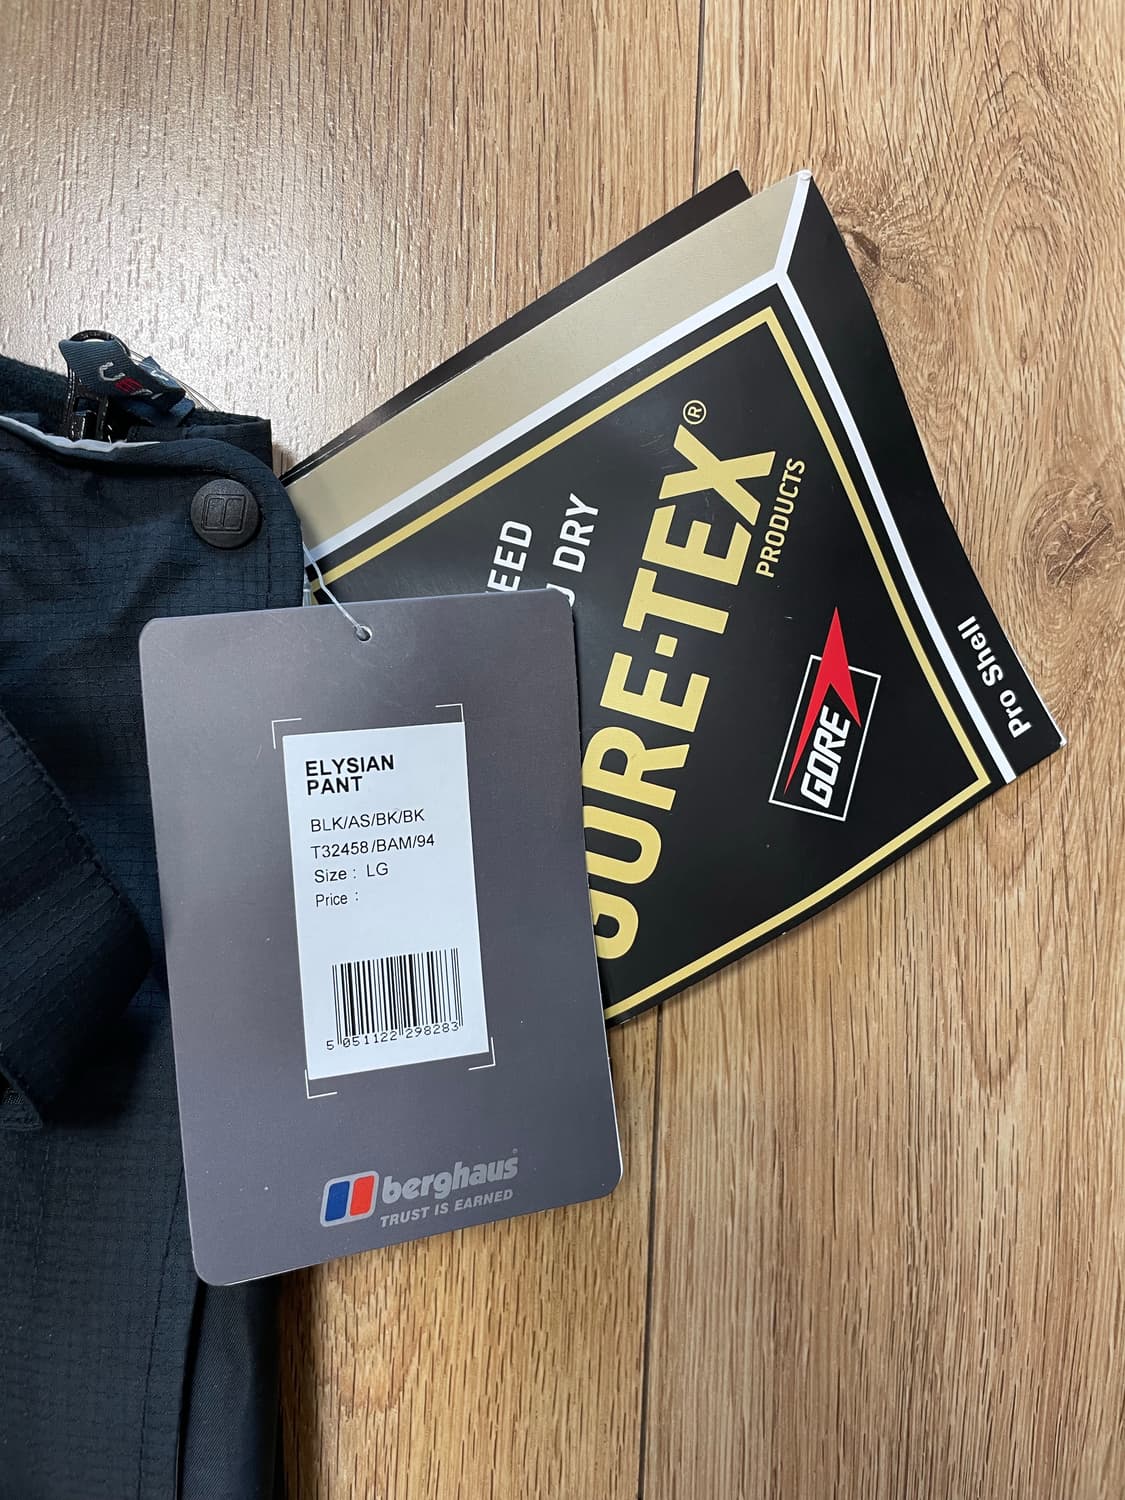 ELYSIAN
PANT
BLK/AS/BK/BK
T32458/BAM/94
Size : LG
Price :
5 051122 298283
berghaus
TRUST IS EARNED
DRY
GORE-TEX®
PRODUCTS
GORE
Pro Shell